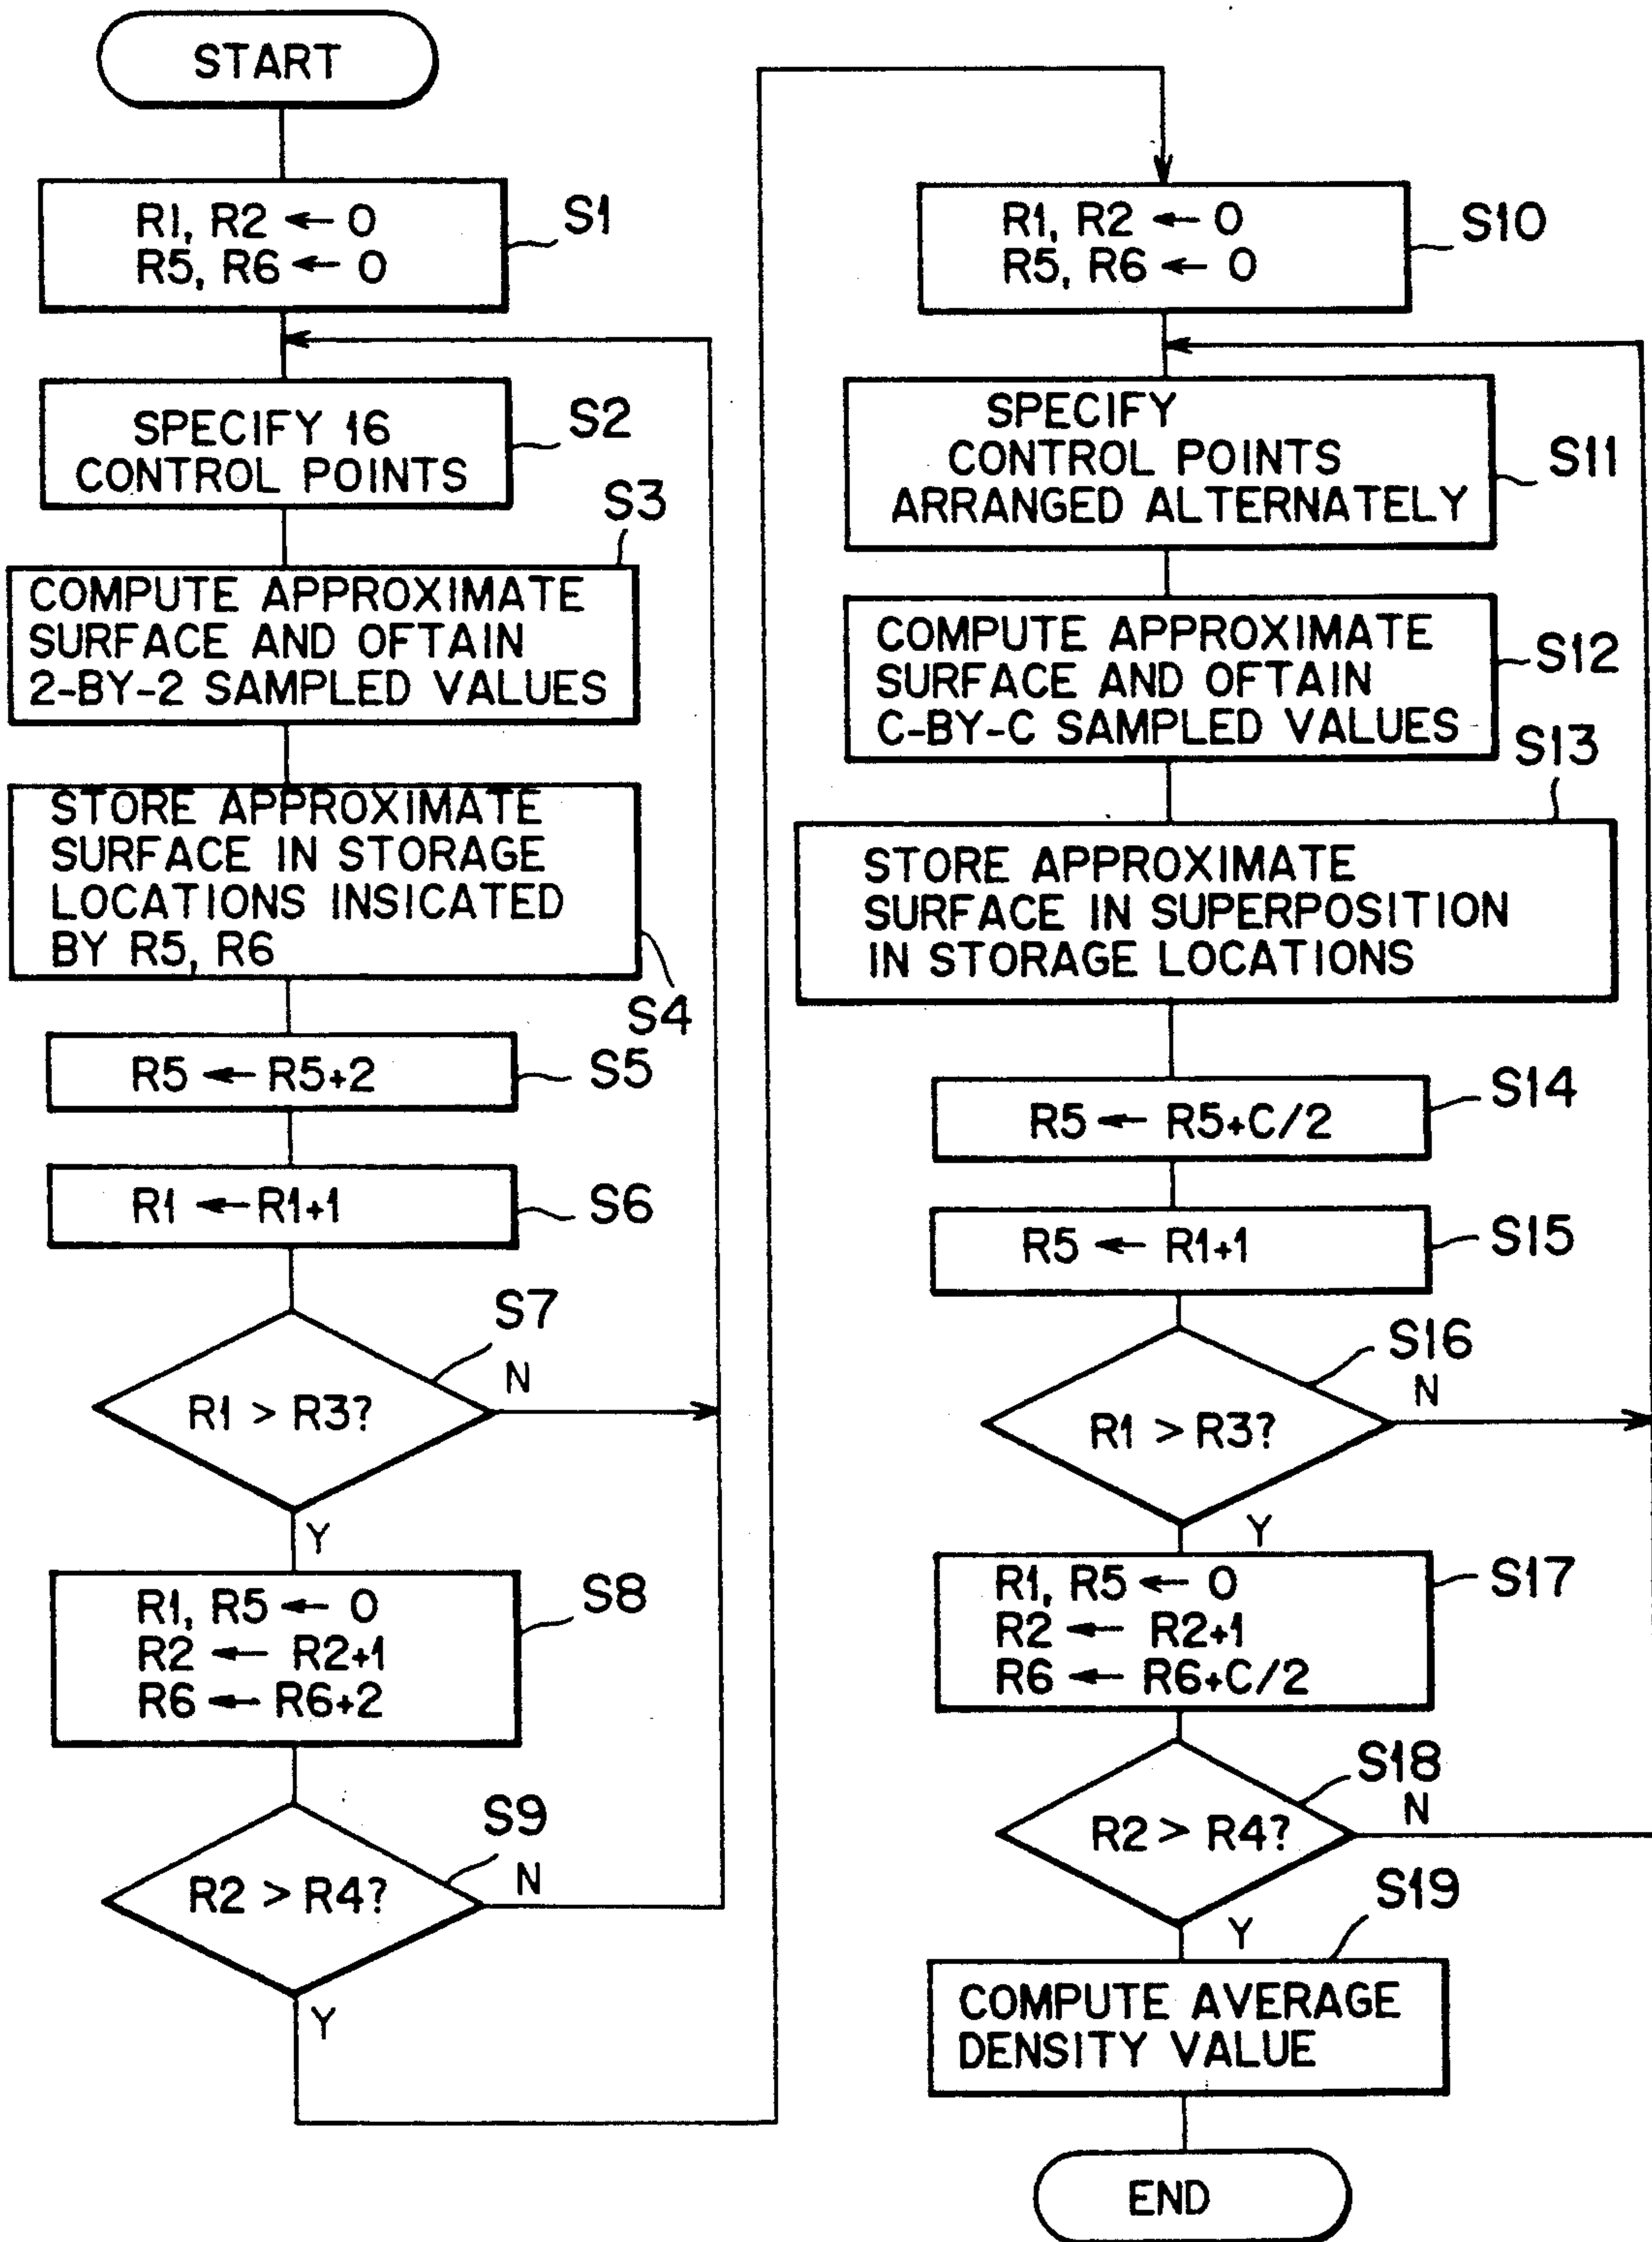 START
R1, R2 ← 0
R5, R6 ← 0
S1
SPECIFY 16
CONTROL POINTS
S2
COMPUTE APPROXIMATE
SURFACE AND OFTAIN
2-BY-2 SAMPLED VALUES
S3
STORE APPROXIMATE
SURFACE IN STORAGE
LOCATIONS INSICATED
BY R5, R6
S4
R5 ← R5+2
S5
R1 ← R1+1
S6
R1 > R3?
S7
N
Y
R1, R5 ← 0
R2 ← R2+1
R6 ← R6+2
S8
R2 > R4?
S9
N
Y
R1, R2 ← 0
R5, R6 ← 0
S10
SPECIFY
CONTROL POINTS
ARRANGED ALTERNATELY
S11
COMPUTE APPROXIMATE
SURFACE AND OFTAIN
C-BY-C SAMPLED VALUES
S12
STORE APPROXIMATE
SURFACE IN SUPERPOSITION
IN STORAGE LOCATIONS
S13
R5 ← R5+C/2
S14
R5 ← R1+1
S15
R1 > R3?
S16
N
Y
R1, R5 ← 0
R2 ← R2+1
R6 ← R6+C/2
S17
R2 > R4?
S18
N
Y
COMPUTE AVERAGE
DENSITY VALUE
S19
END